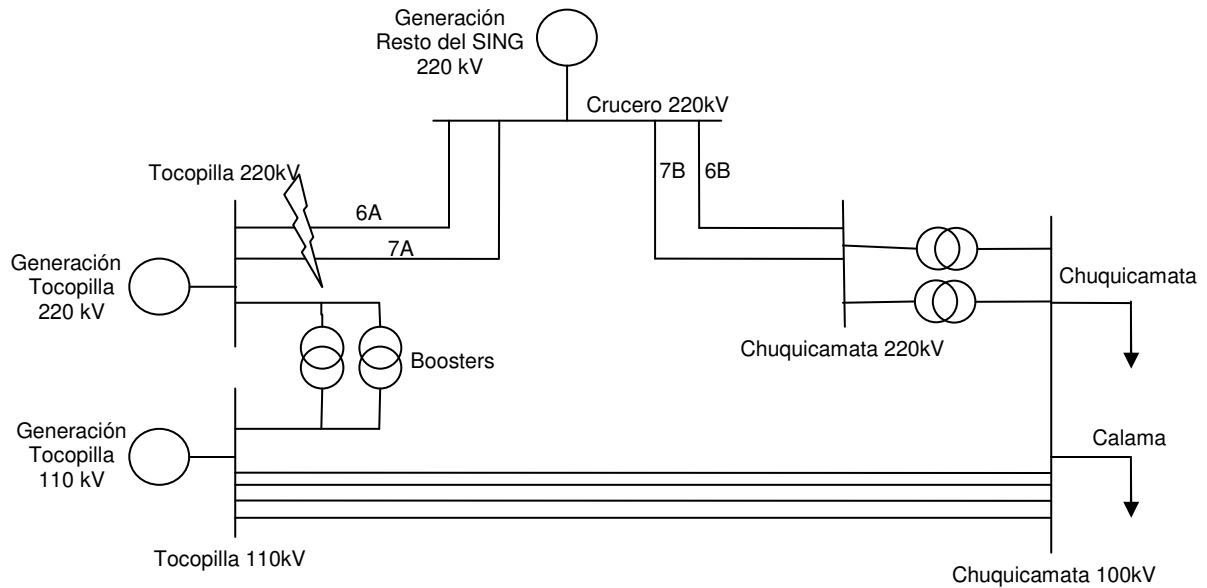 Generación
Resto del SING
220 kV
Crucero 220kV
Tocopilla 220kV
7B
6B
6A
7A
Generación
Tocopilla
220 kV
Chuquicamata
Boosters
Chuquicamata 220kV
Generación
Tocopilla
110 kV
Calama
Tocopilla 110kV
Chuquicamata 100kV